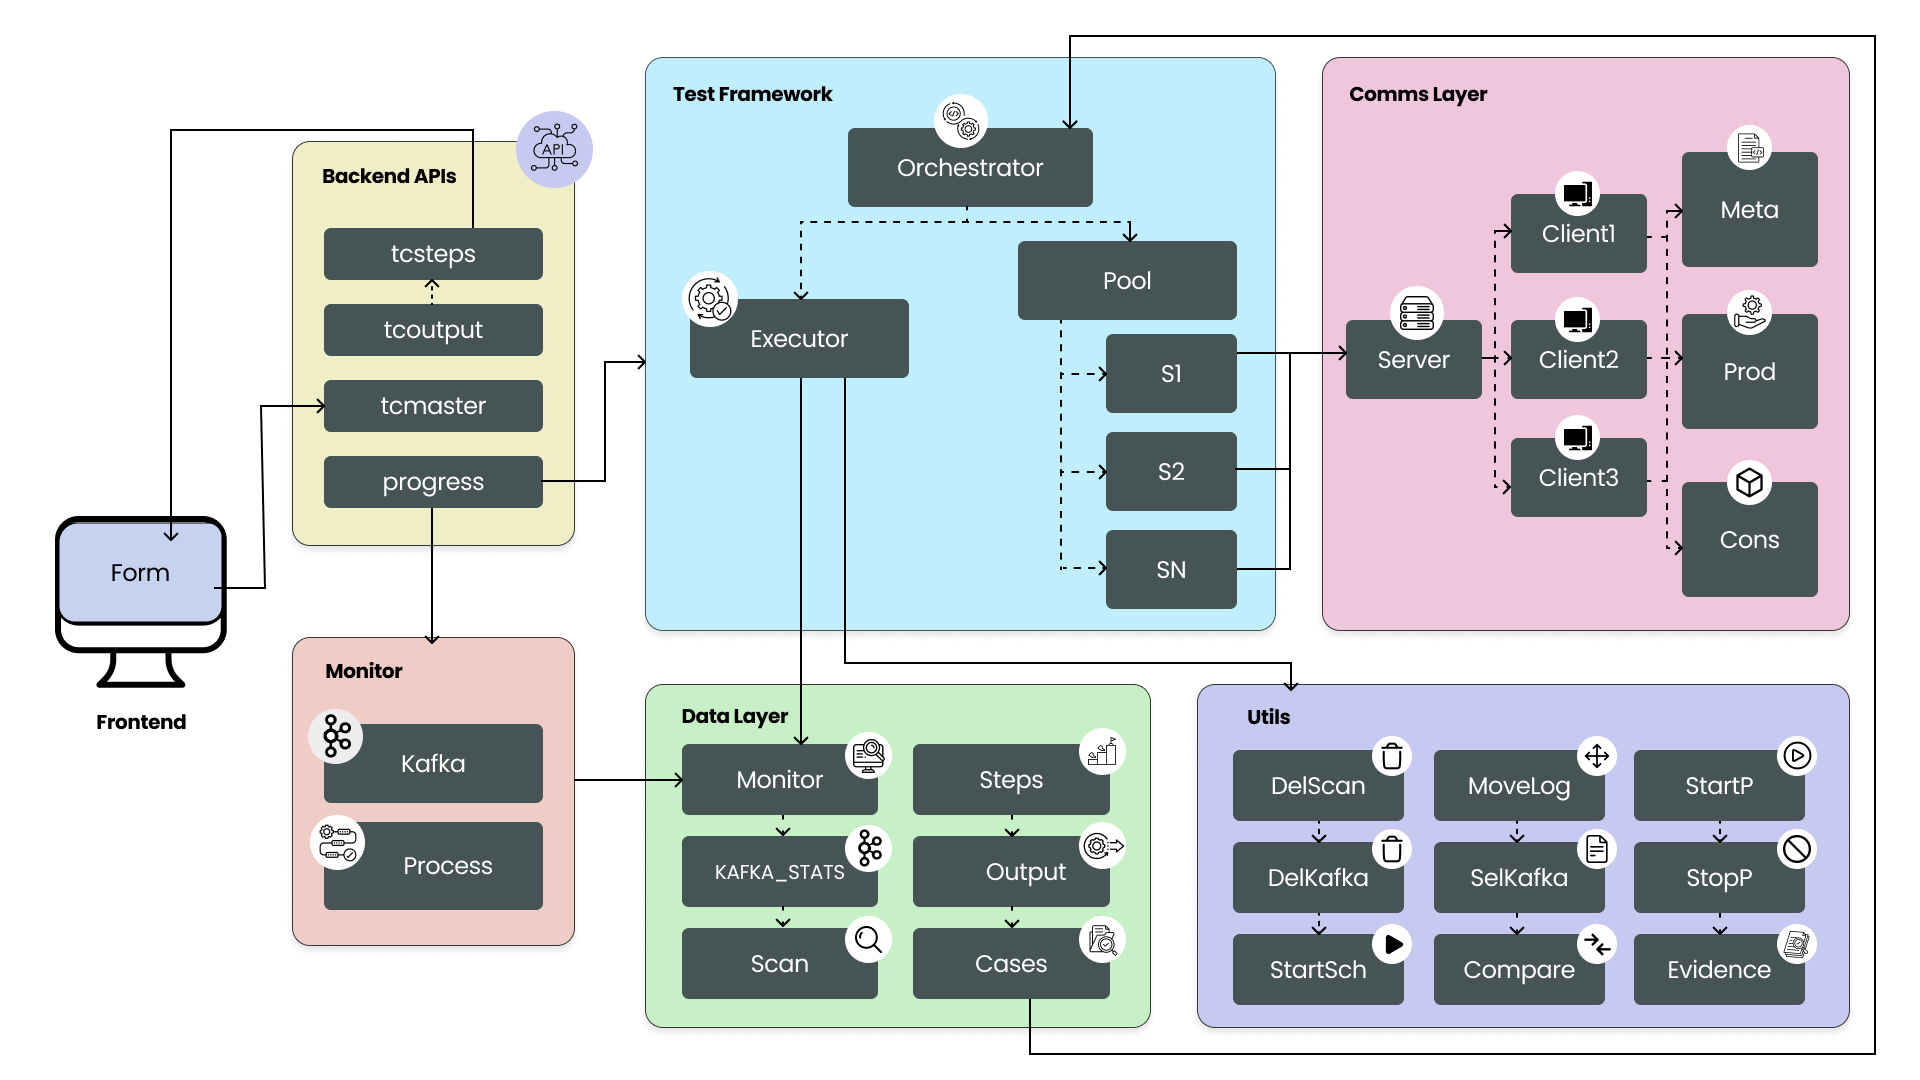 Test Framework
Orchestrator
Pool
Executor
S1
S2
SN
Comms Layer
Server
Client1
Client2
Client3
Meta
Prod
Cons
API
Backend APIs
tcsteps
tcoutput
tcmaster
progress
Form
Frontend
Monitor
Kafka
Process
Data Layer
Monitor
KAFKA_STATS
Scan
Steps
Output
Cases
Utils
DelScan
DelKafka
StartSch
MoveLog
SelKafka
Compare
StartP
StopP
Evidence